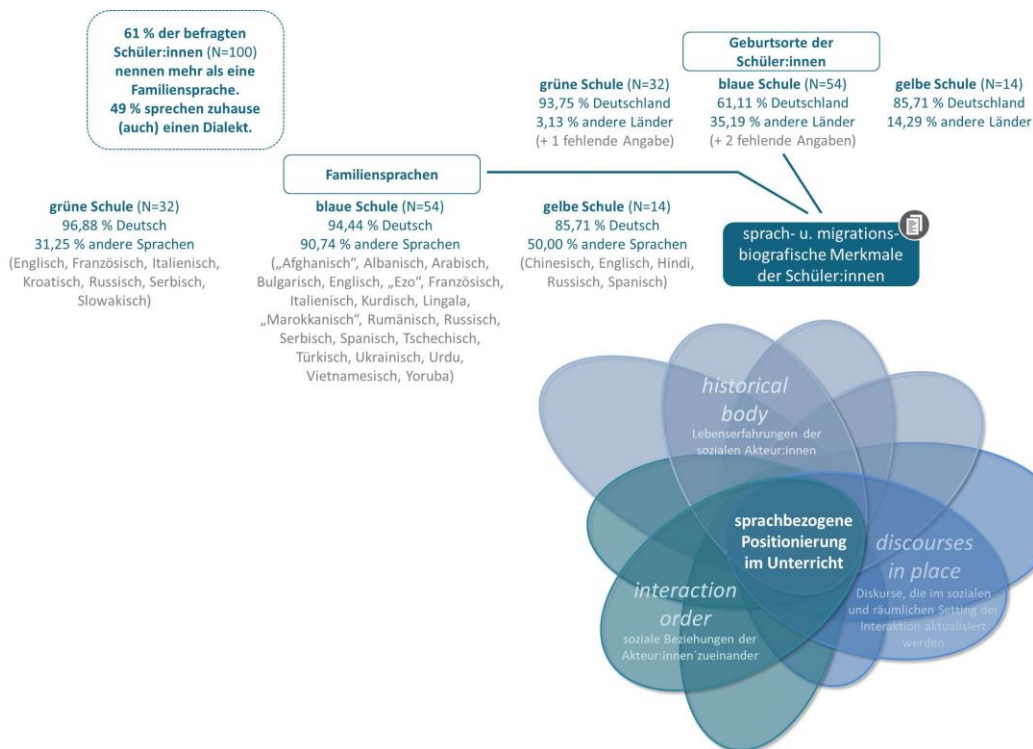 61 % der befragten
Schüler:innen (N=100)
nennen mehr als eine
Familiensprache.
49 % sprechen zuhause
(auch) einen Dialekt.
Geburtsorte der
Schüler:innen
grüne Schule (N=32)
93,75 % Deutschland
3,13 % andere Länder
(+ 1 fehlende Angabe)
blaue Schule (N=54)
61,11 % Deutschland
35,19 % andere Länder
(+ 2 fehlende Angaben)
gelbe Schule (N=14)
85,71 % Deutschland
14,29 % andere Länder
Familiensprachen
grüne Schule (N=32)
96,88 % Deutsch
31,25 % andere Sprachen
(Englisch, Französisch, Italienisch,
Kroatisch, Russisch, Serbisch,
Slowakisch)
blaue Schule (N=54)
94,44 % Deutsch
90,74 % andere Sprachen
(„Afghanisch“, Albanisch, Arabisch,
Bulgarisch, Englisch, „Ezo“, Französisch,
Italienisch, Kurdisch, Lingala,
„Marokkanisch“, Rumänisch, Russisch,
Serbisch, Spanisch, Tschechisch,
Türkisch, Ukrainisch, Urdu,
Vietnamesisch, Yoruba)
gelbe Schule (N=14)
85,71 % Deutsch
50,00 % andere Sprachen
(Chinesisch, Englisch, Hindi,
Russisch, Spanisch)
sprach- u. migrations-
biografische Merkmale
der Schüler:innen
historical
body
Lebenserfahrungen der
sozialen Akteur:innen
sprachbezogene
Positionierung
im Unterricht
discourses
in place
Diskurse, die im sozialen
und räumlichen Setting der
Interaktion aktualisiert
werden
interaction
order
soziale Beziehungen der
Akteur:innen zueinander